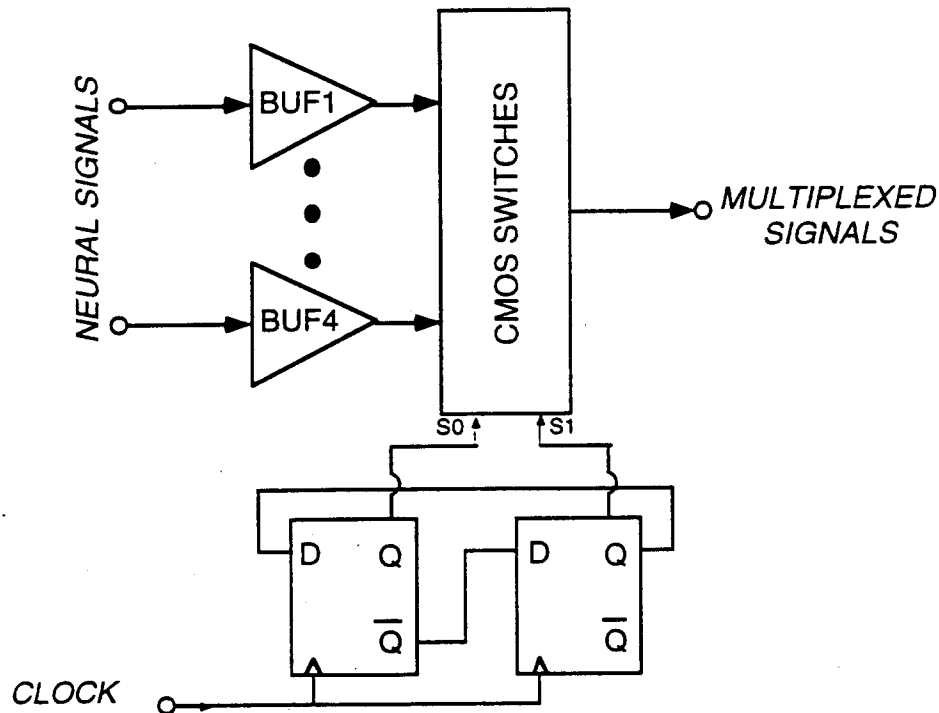 NEURAL SIGNALS
BUF1
BUF4
CMOS SWITCHES
MULTIPLEXED
SIGNALS
S0
S1
D
Q
Q̅
D
Q
Q̅
CLOCK